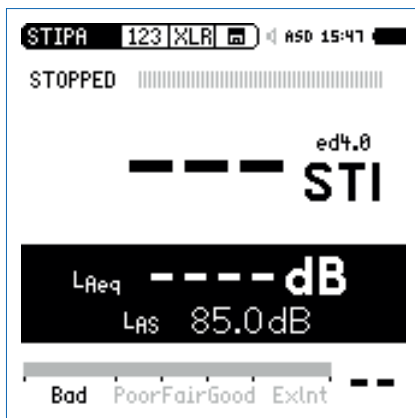 STIPA 123 XLR ASD 15:47
STOPPED
ed4.0
--- STI
LAeq ----dB
LAS 85.0dB
Bad Poor Fair Good Exlnt --